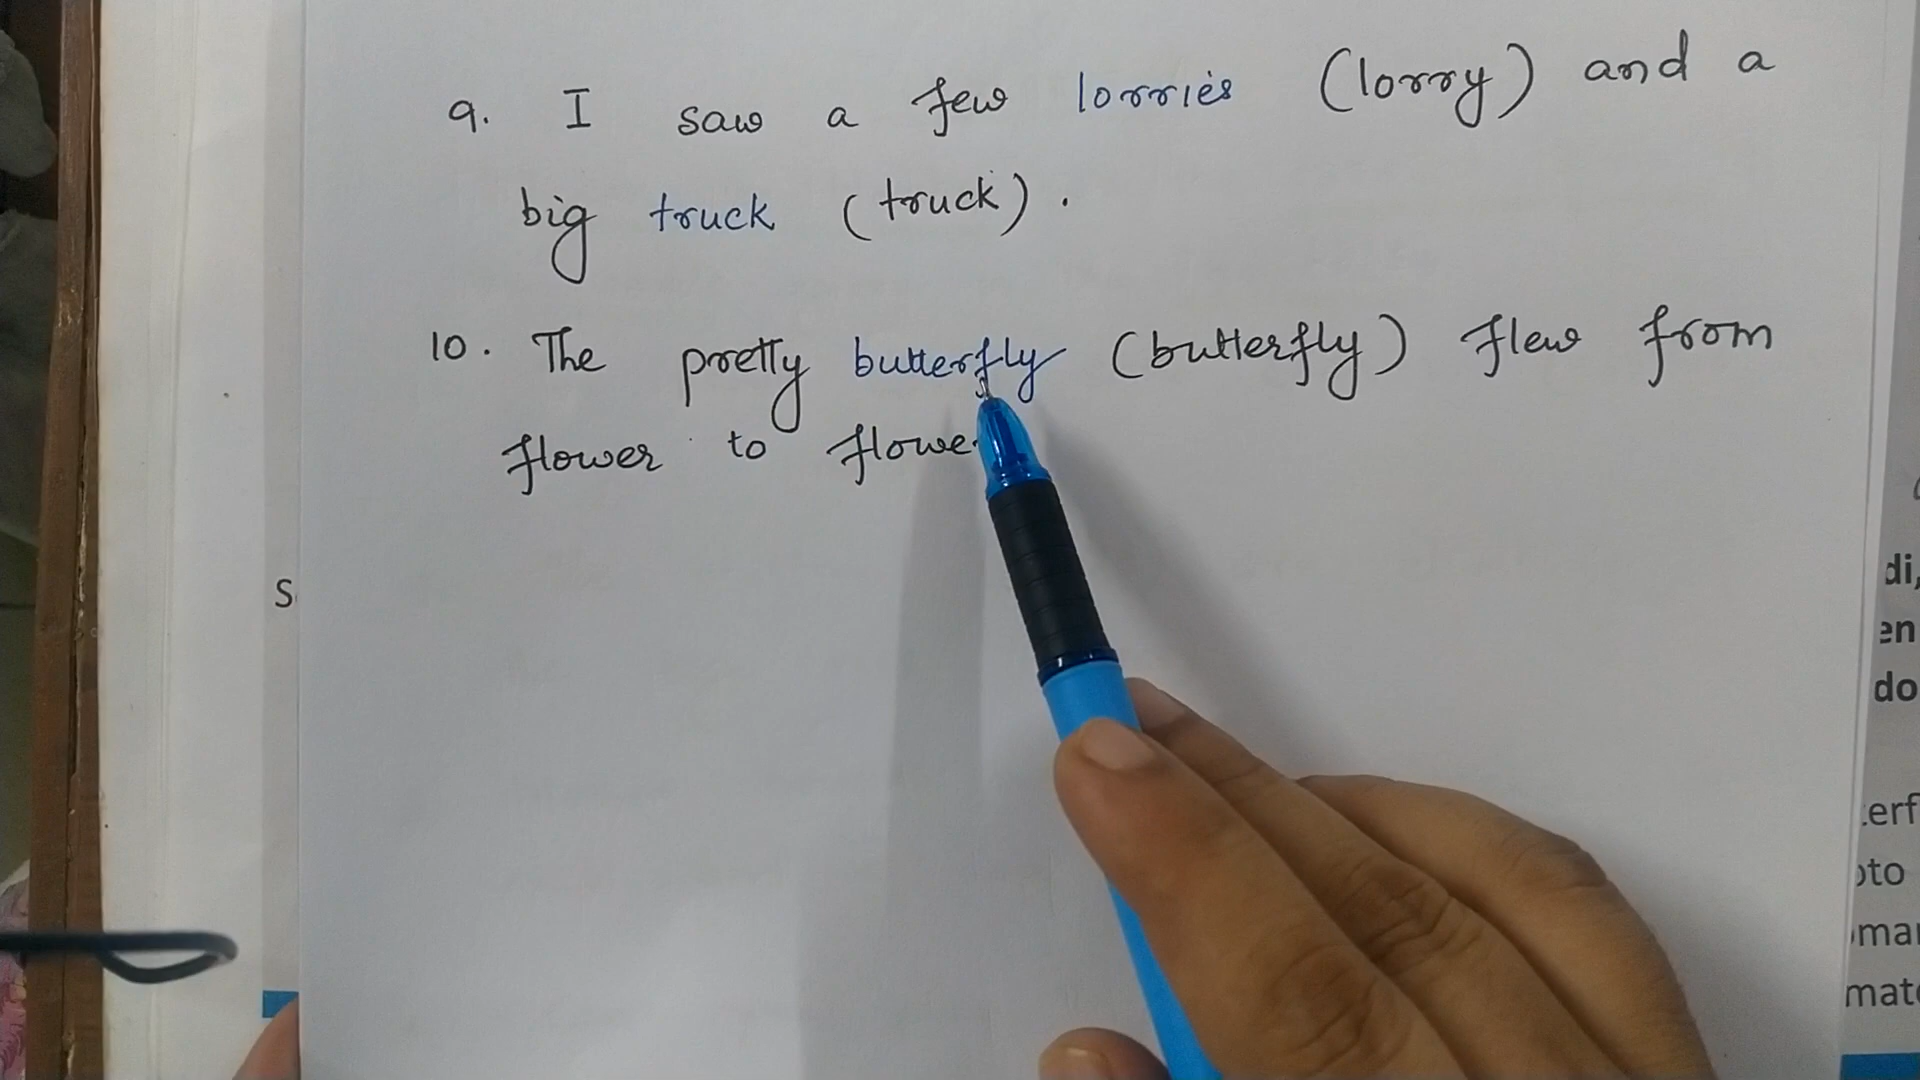 9. I saw a few lorries (lorry) and a
big truck (truck).
10. The pretty butterfly (butterfly) flew from
flower to flowe
S
di,
en
do
erf
oto
mat